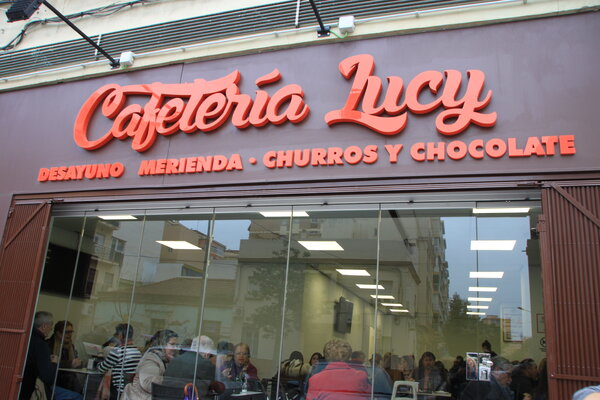 Cafetería Lucy
DESAYUNO MERIENDA · CHURROS Y CHOCOLATE